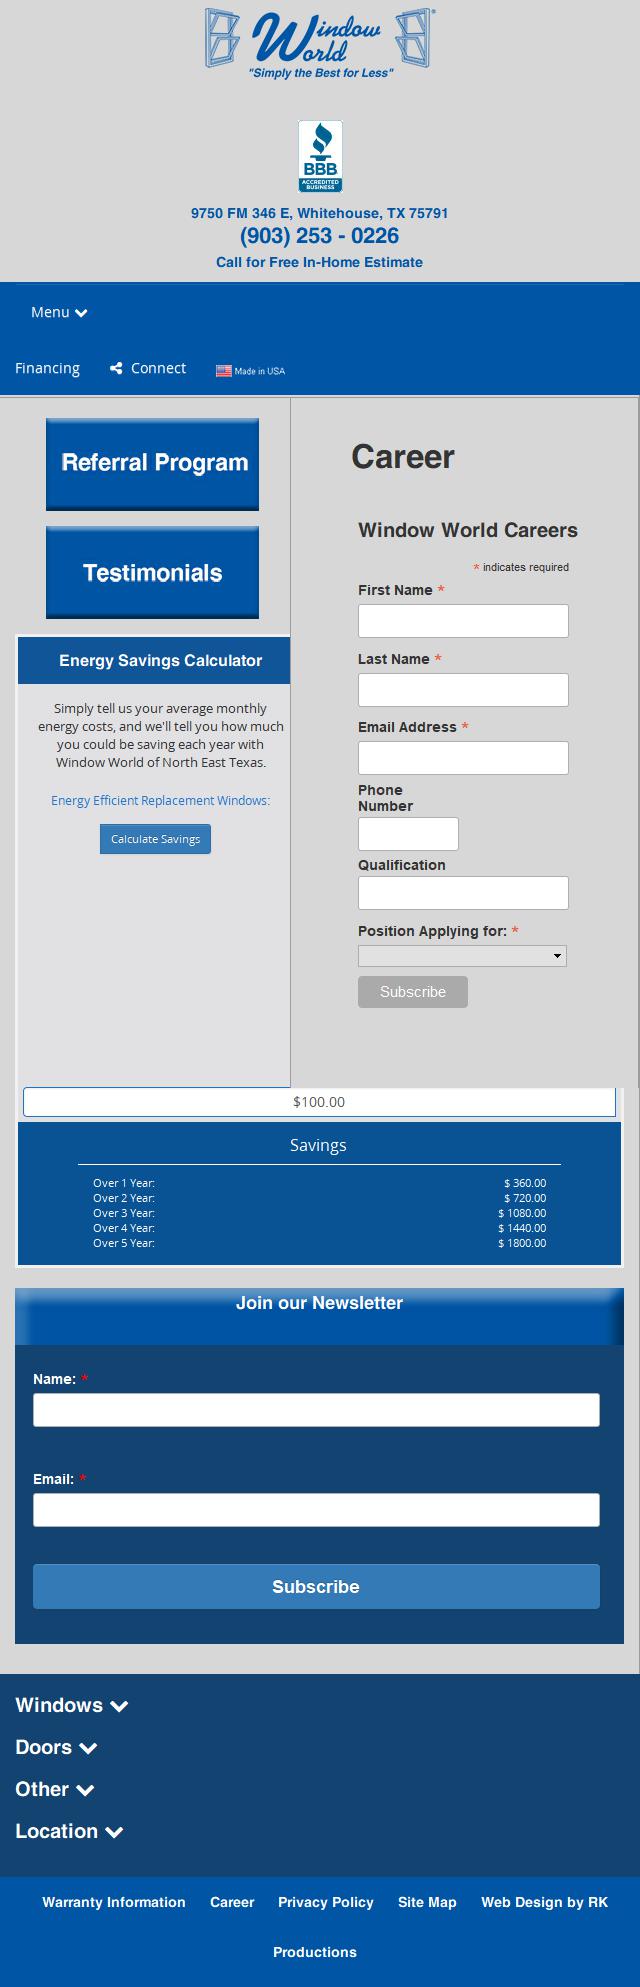 Window World
"Simply the Best for Less"
BBB
ACCREDITED
BUSINESS
9750 FM 346 E, Whitehouse, TX 75791
(903) 253 - 0226
Call for Free In-Home Estimate
Menu
Financing
Connect
Made in USA
Referral Program
Testimonials
Energy Savings Calculator
Simply tell us your average monthly
energy costs, and we'll tell you how much
you could be saving each year with
Window World of North East Texas.
Energy Efficient Replacement Windows:
Calculate Savings
Career
Window World Careers
* indicates required
First Name *
Last Name *
Email Address *
Phone
Number
Qualification
Position Applying for: *
Subscribe
$100.00
Savings
Over 1 Year: $ 360.00
Over 2 Year: $ 720.00
Over 3 Year: $ 1080.00
Over 4 Year: $ 1440.00
Over 5 Year: $ 1800.00
Join our Newsletter
Name: *
Email: *
Subscribe
Windows
Doors
Other
Location
Warranty Information Career Privacy Policy Site Map Web Design by RK
Productions